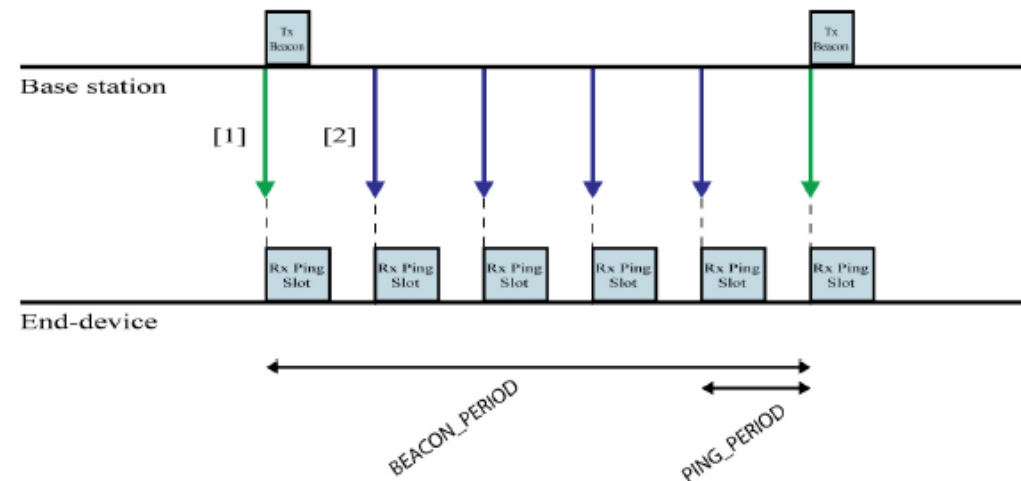 Tx
Beacon
Tx
Beacon
Base station
[1]
[2]
Rx Ping
Slot
Rx Ping
Slot
Rx Ping
Slot
Rx Ping
Slot
Rx Ping
Slot
Rx Ping
Slot
End-device
BEACON_PERIOD
PING_PERIOD